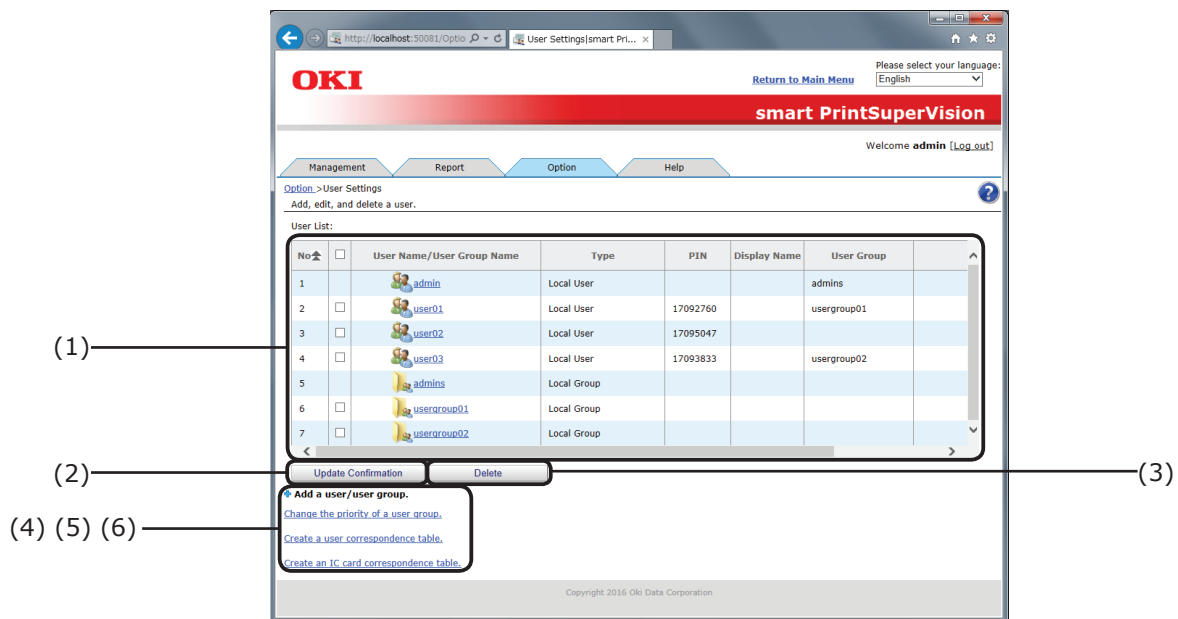 http://localhost:50081/Optio
User Settings|smart Pri...
OKI
Return to Main Menu
Please select your language:
English
smart PrintSuperVision
Welcome admin [Log out]
Management Report Option Help
Option >User Settings
Add, edit, and delete a user.
User List:
No User Name/User Group Name Type PIN Display Name User Group
1 admin Local User admins
2 user01 Local User 17092760 usergroup01
3 user02 Local User 17095047
4 user03 Local User 17093833 usergroup02
5 admins Local Group
6 usergroup01 Local Group
7 usergroup02 Local Group
(1)
Update Confirmation Delete
(2)
(3)
Add a user/user group.
Change the priority of a user group.
(4) (5) (6)
Create a user correspondence table.
Create an IC card correspondence table.
Copyright 2016 Oki Data Corporation